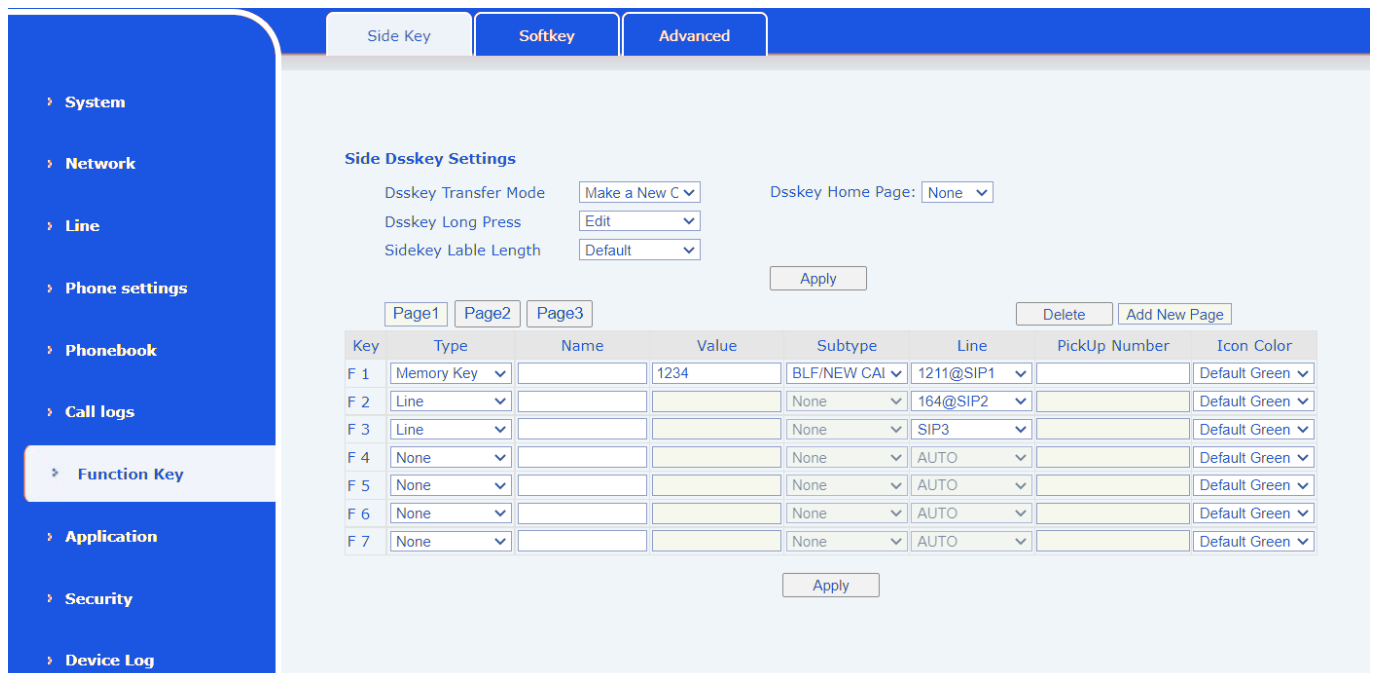 Side Key Softkey Advanced
System
Network
Line
Phone settings
Phonebook
Call logs
Function Key
Application
Security
Device Log
Side Dsskey Settings
Dsskey Transfer Mode Make a New C Dsskey Home Page: None
Dsskey Long Press Edit
Sidekey Lable Length Default
Apply
Page1 Page2 Page3 Delete Add New Page
Key Type Name Value Subtype Line PickUp Number Icon Color
F 1 Memory Key 1234 BLF/NEW CAL 1211@SIP1 Default Green
F 2 Line None 164@SIP2 Default Green
F 3 Line None SIP3 Default Green
F 4 None None AUTO Default Green
F 5 None None AUTO Default Green
F 6 None None AUTO Default Green
F 7 None None AUTO Default Green
Apply